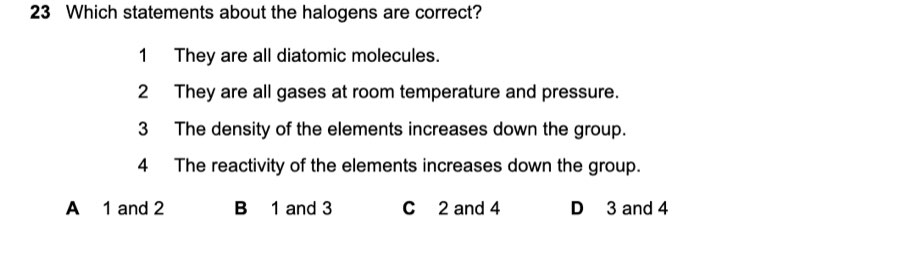 23 Which statements about the halogens are correct?
1 They are all diatomic molecules.
2 They are all gases at room temperature and pressure.
3 The density of the elements increases down the group.
4 The reactivity of the elements increases down the group.
A 1 and 2 B 1 and 3 C 2 and 4 D 3 and 4